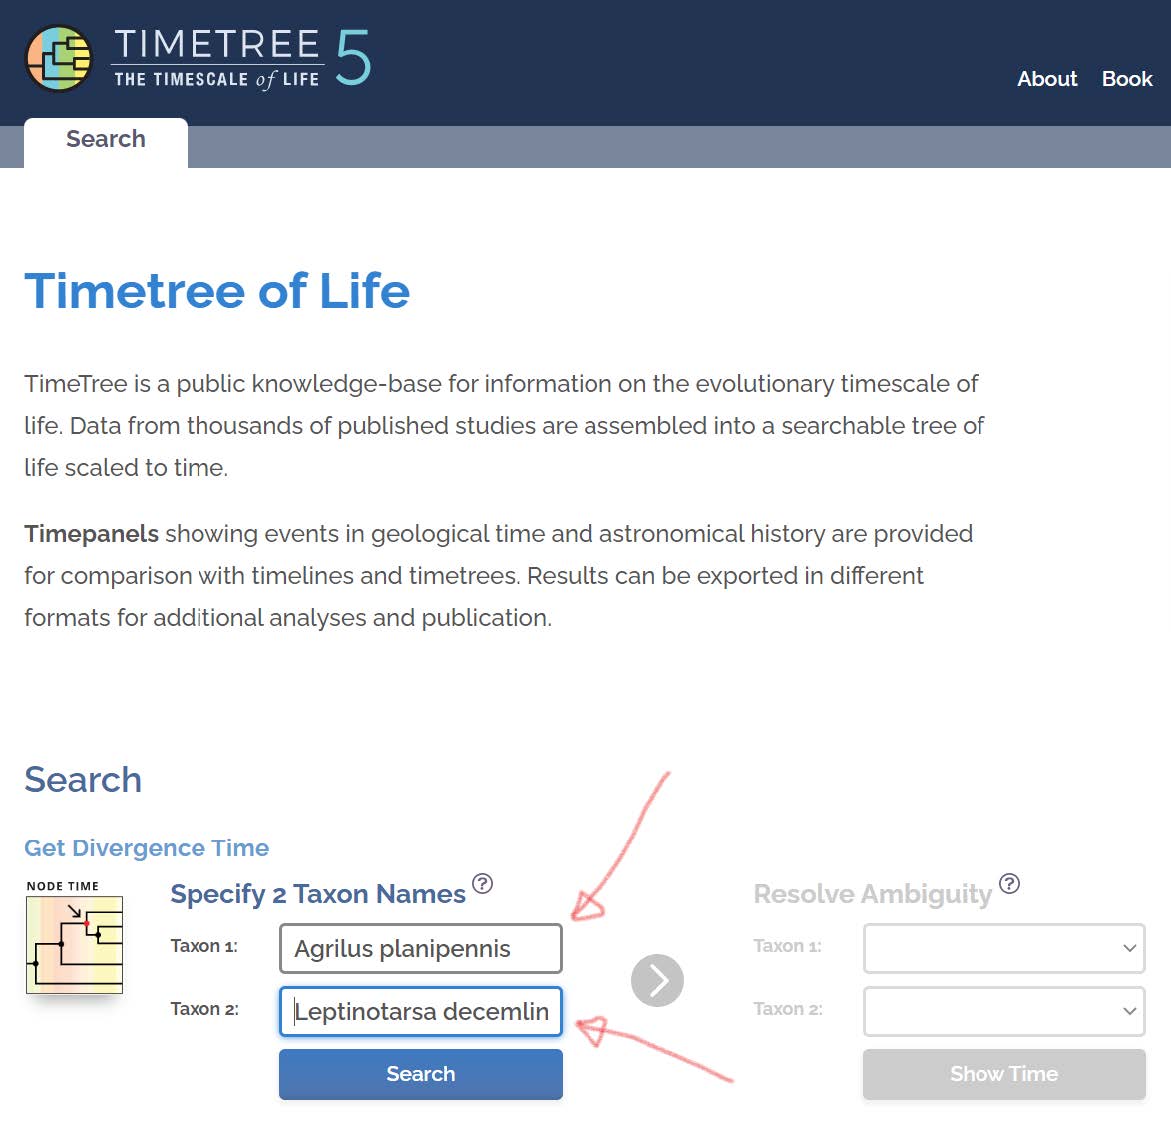 TIMETREE 5
THE TIMESCALE of LIFE
About Book
Search
Timetree of Life
TimeTree is a public knowledge-base for information on the evolutionary timescale of
life. Data from thousands of published studies are assembled into a searchable tree of
life scaled to time.
Timepanels showing events in geological time and astronomical history are provided
for comparison with timelines and timetrees. Results can be exported in different
formats for additional analyses and publication.
Search
Get Divergence Time
NODE TIME
Specify 2 Taxon Names ?
Taxon 1: Agrilus planipennis
Taxon 2: Leptinotarsa decemlin
Search
Resolve Ambiguity ?
Taxon 1:
Taxon 2:
Show Time